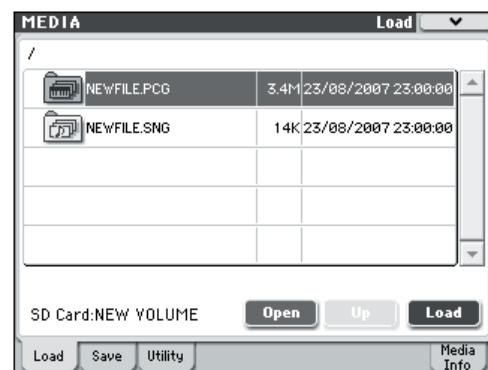 MEDIA Load
/
NEWFILE.PCG 3.4M 23/08/2007 23:00:00
NEWFILE.SNG 14K 23/08/2007 23:00:00
SD Card:NEW VOLUME Open Up Load
Load Save Utility Media
Info